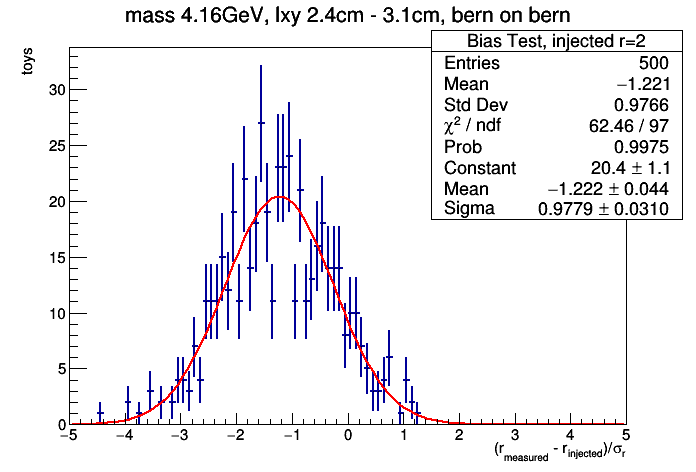 mass 4.16GeV, lxy 2.4cm - 3.1cm, bern on bern
Bias Test, injected r=2
Entries 500
Mean −1.221
Std Dev 0.9766
χ² / ndf 62.46 / 97
Prob 0.9975
Constant 20.4 ± 1.1
Mean −1.222 ± 0.044
Sigma 0.9779 ± 0.0310
toys
30
25
20
15
10
5
0
−5 −4 −3 −2 −1 0 1 2 3 4 5
(r_measured - r_injected)/σ_r